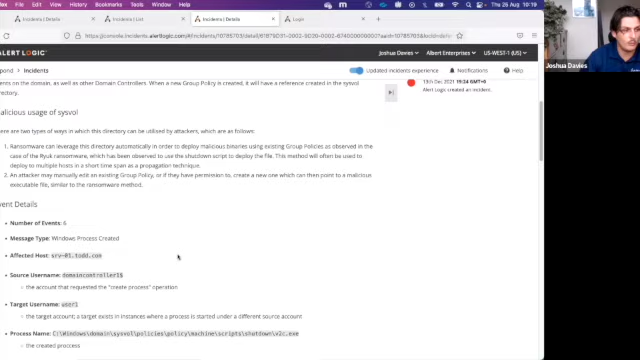 History Bookmarks Tools Window Help
Thu 25 Aug 10:19
Incidents | Details
Incidents | List
Incidents | Details
Login
ALERT LOGIC
Joshua Davies
Albert Enterprises
US-WEST-1 (US)
Joshua Davies
pond
Incidents
Updated incidents experience
Notifications
Help
ents on the domain, as well as other Domain Controllers. When a new Group Policy is created, it will have a reference created in the sysvol
rectory.
13th Dec 2021 19:24 GMT+0
Alert Logic created an incident.
alicious usage of sysvol
ere are two types of ways in which this directory can be utilized by attackers, which are as follows:
1. Ransomware can leverage this directory automatically in order to deploy malicious binaries using existing Group Policies as observed in the
case of the Ryuk ransomware, which has been observed to use the shutdown script to deploy the file. This method will often be used to
deploy to multiple hosts in a short time span as a propagation technique.
2. An attacker may manually edit an existing Group Policy, or if they have permission to, create a new one which can then point to a malicious
executable file, similar to the ransomware method.
vent Details
Number of Events: 6
Message Type: Windows Process Created
Affected Host: srv-01.todd.com
Source Username: domaincontroller1$
the account that requested the "create process" operation
Target Username: user1
the target account; a target exists in instances where a process is started under a different source account
Process Name: C:\Windows\domain\sysvol\policies\policy\machine\scripts\shutdown\v2c.exe
the created proccess